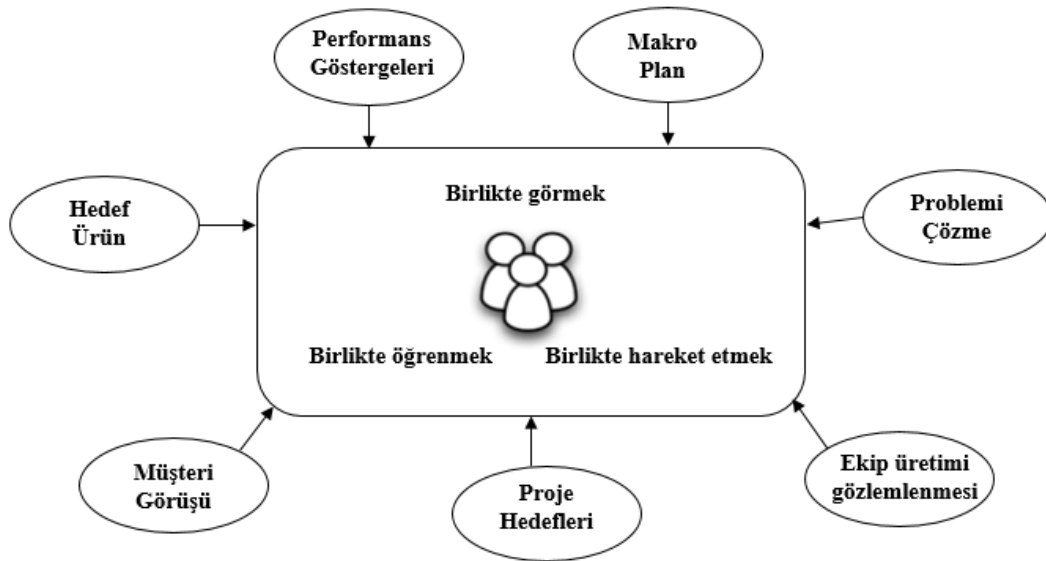 Performans
Göstergeleri
Makro
Plan
Hedef
Ürün
Birlikte görmek
Problemi
Çözme
Birlikte öğrenmek
Birlikte hareket etmek
Müşteri
Görüşü
Proje
Hedefleri
Ekip üretimi
gözlemlenmesi